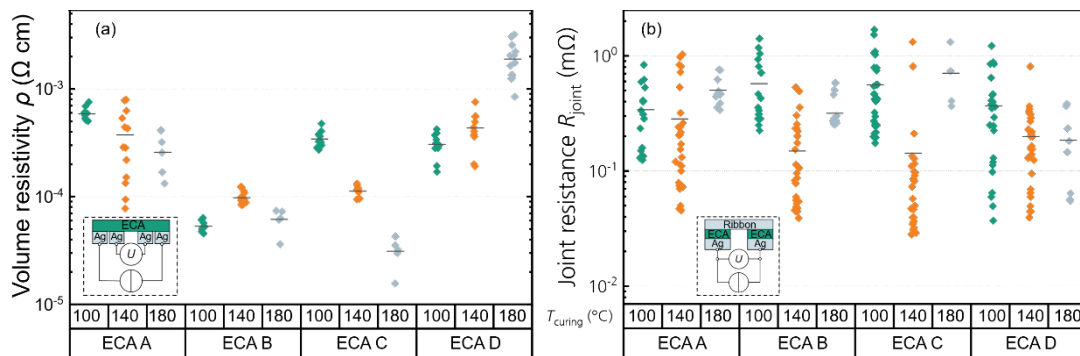 (a)
Volume resistivity ρ (Ω cm)
10⁻³
10⁻⁴
10⁻⁵
ECA
Ag Ag Ag Ag
U
100 140 180 100 140 180 100 140 180 100 140 180
ECA A ECA B ECA C ECA D
T_curing (°C)
(b)
Joint resistance R_joint (mΩ)
10⁰
10⁻¹
10⁻²
Ribbon
ECA ECA
Ag Ag
U
100 140 180 100 140 180 100 140 180 100 140 180
ECA A ECA B ECA C ECA D